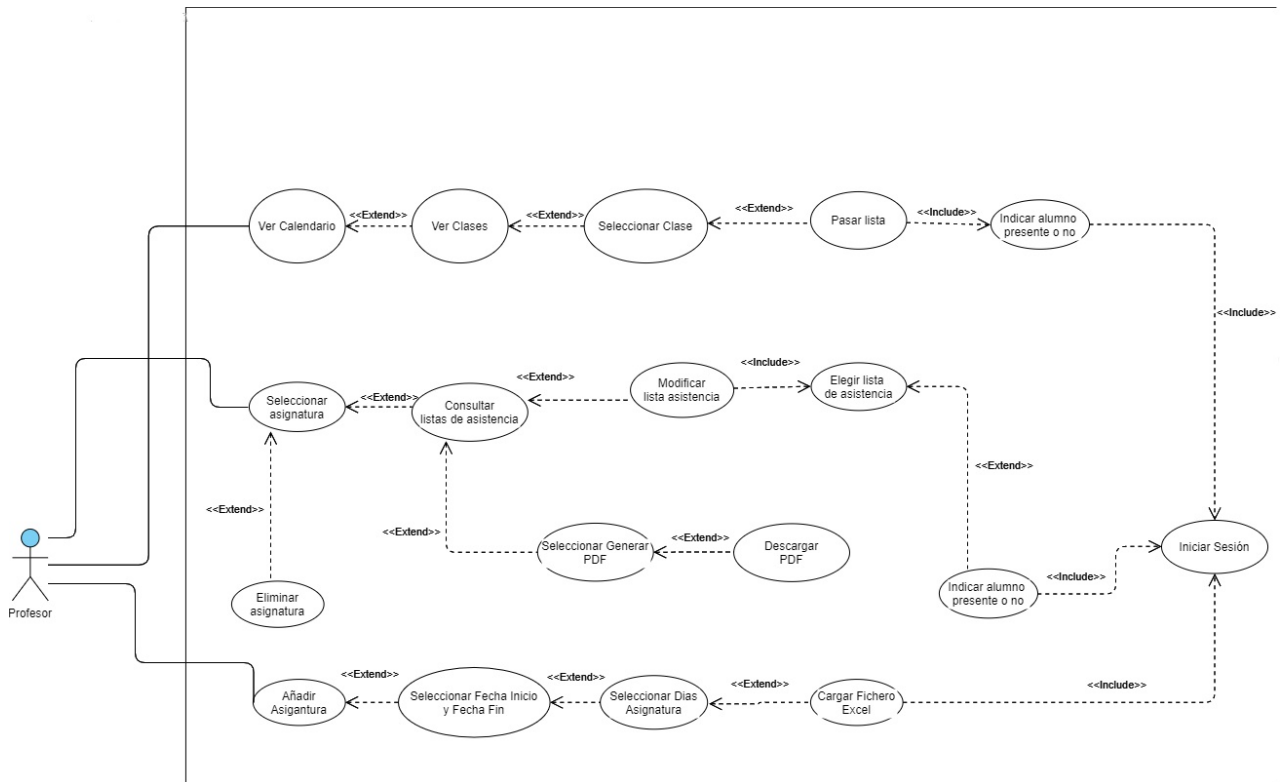 Ver Calendario
<<Extend>>
Ver Clases
<<Extend>>
Seleccionar Clase
<<Extend>>
Pasar lista
<<Include>>
Indicar alumno
presente o no
<<Include>>
Seleccionar
asignatura
<<Extend>>
Consultar
listas de asistencia
<<Extend>>
Modificar
lista asistencia
<<Include>>
Elegir lista
de asistencia
<<Extend>>
<<Extend>>
<<Extend>>
Seleccionar Generar
PDF
<<Extend>>
Descargar
PDF
Iniciar Sesión
Eliminar
asignatura
Indicar alumno
presente o no
<<Include>>
Profesor
Añadir
Asigantura
<<Extend>>
Seleccionar Fecha Inicio
y Fecha Fin
<<Extend>>
Seleccionar Dias
Asignatura
<<Extend>>
Cargar Fichero
Excel
<<Include>>